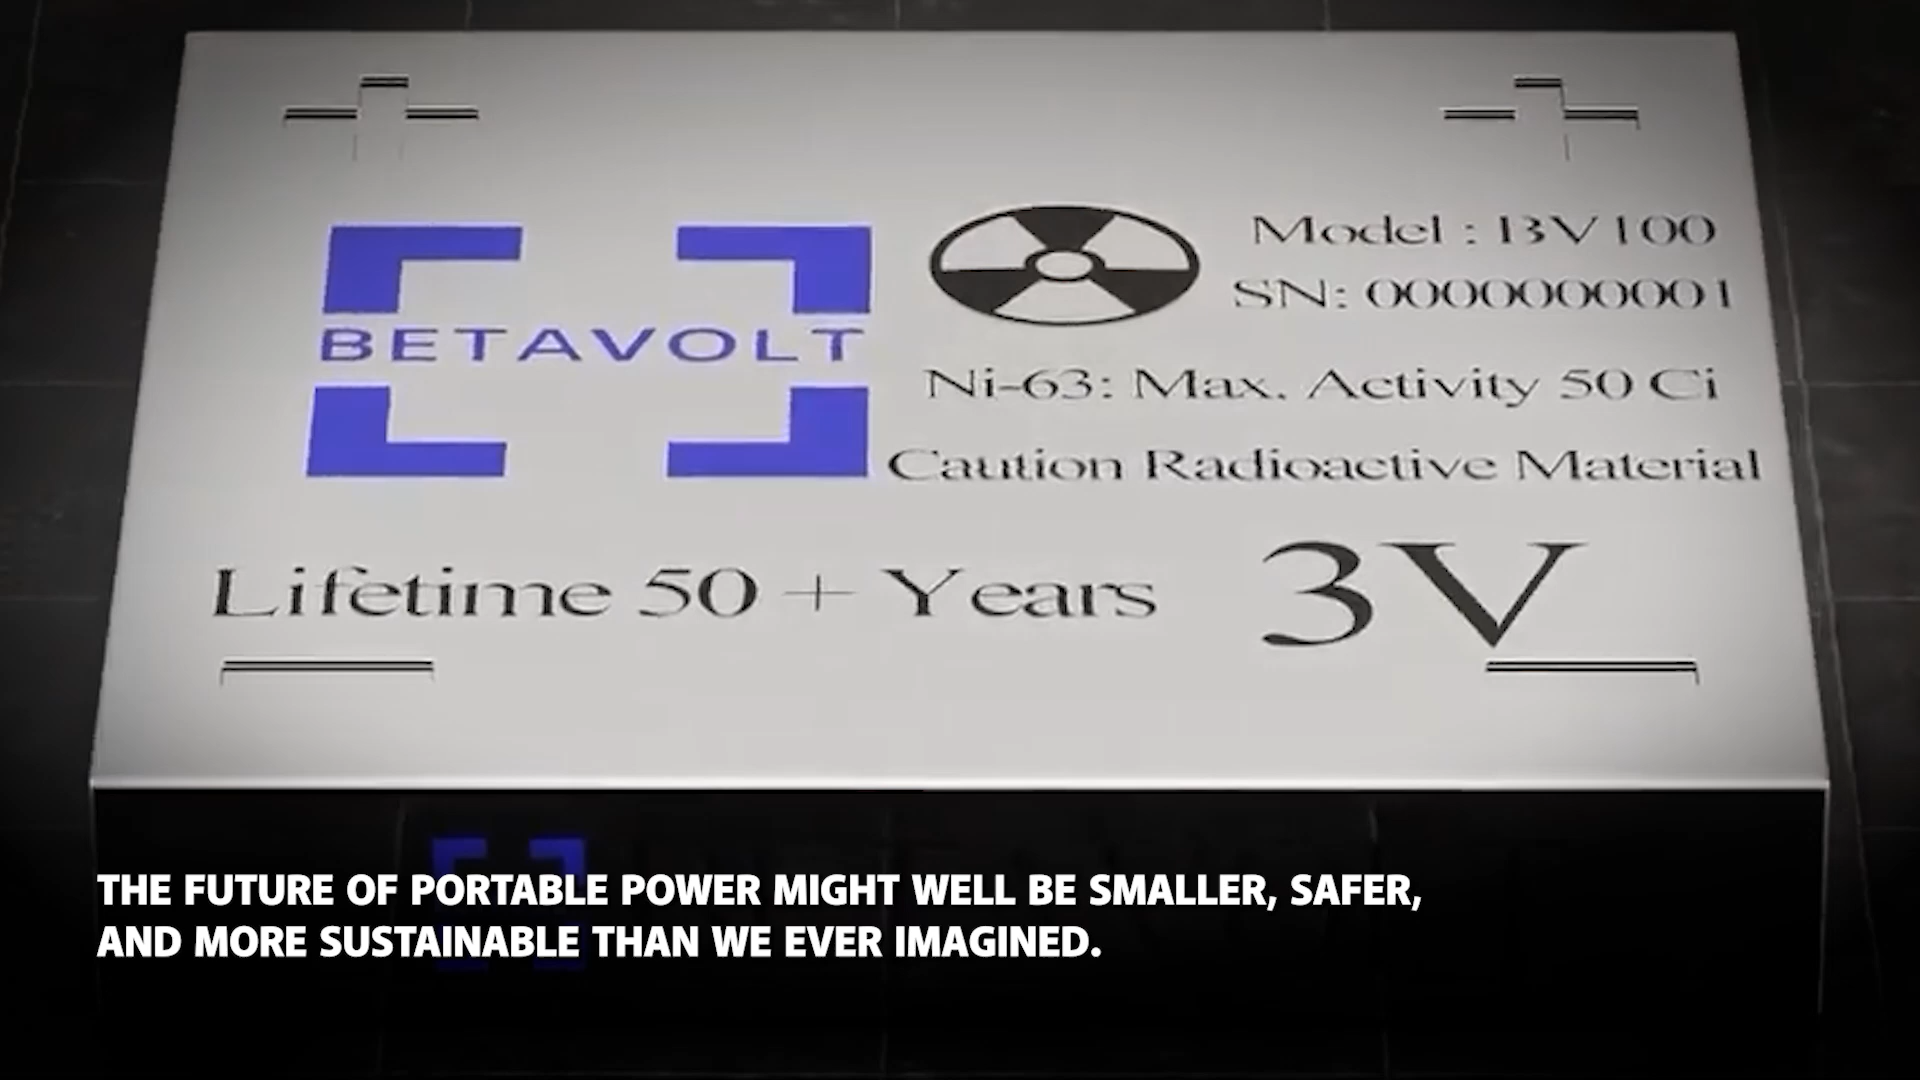 BETAVOLT
Model : BV100
SN: 0000000001
Ni-63: Max. Activity 50 Ci
Caution Radioactive Material
Lifetime 50 + Years
3V
THE FUTURE OF PORTABLE POWER MIGHT WELL BE SMALLER, SAFER,
AND MORE SUSTAINABLE THAN WE EVER IMAGINED.